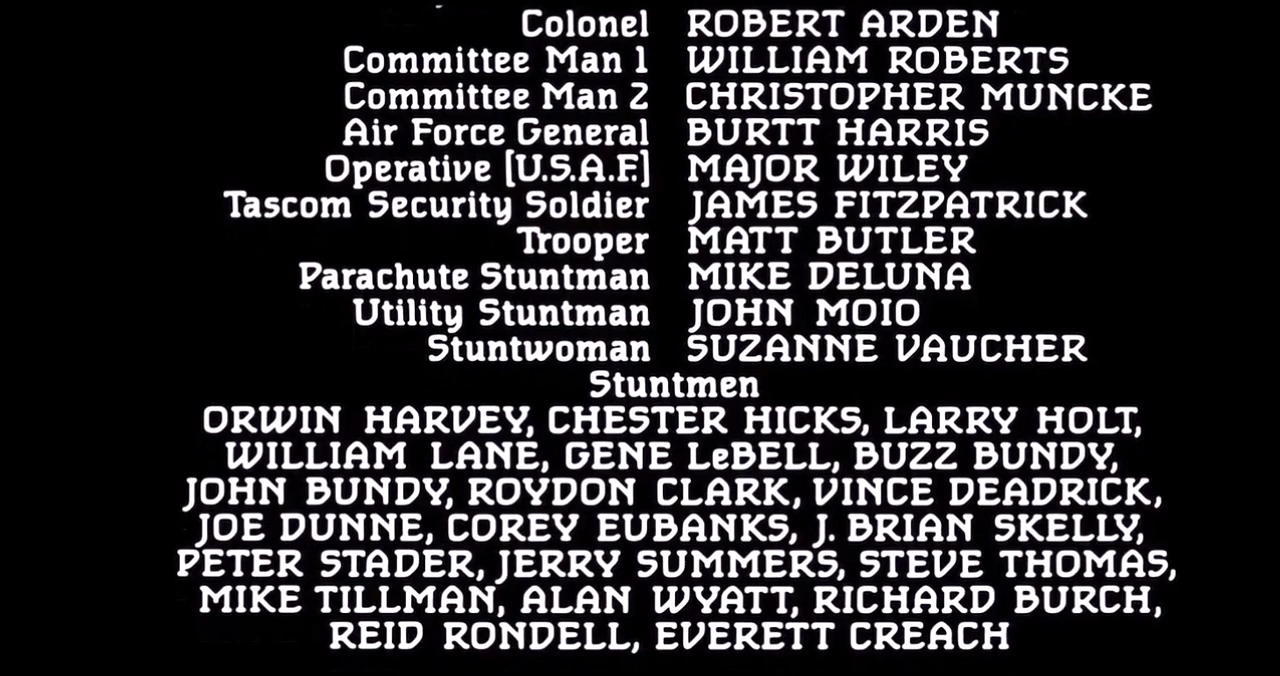 Colonel ROBERT ARDEN
Committee Man 1 WILLIAM ROBERTS
Committee Man 2 CHRISTOPHER MUNCKE
Air Force General BURTT HARRIS
Operative [U.S.A.F.] MAJOR WILEY
Tascom Security Soldier JAMES FITZPATRICK
Trooper MATT BUTLER
Parachute Stuntman MIKE DELUNA
Utility Stuntman JOHN MOIO
Stuntwoman SUZANNE VAUCHER
Stuntmen
ORWIN HARVEY, CHESTER HICKS, LARRY HOLT,
WILLIAM LANE, GENE LeBELL, BUZZ BUNDY,
JOHN BUNDY, ROYDON CLARK, VINCE DEADRICK,
JOE DUNNE, COREY EUBANKS, J. BRIAN SKELLY,
PETER STADER, JERRY SUMMERS, STEVE THOMAS,
MIKE TILLMAN, ALAN WYATT, RICHARD BURCH,
REID RONDELL, EVERETT CREACH